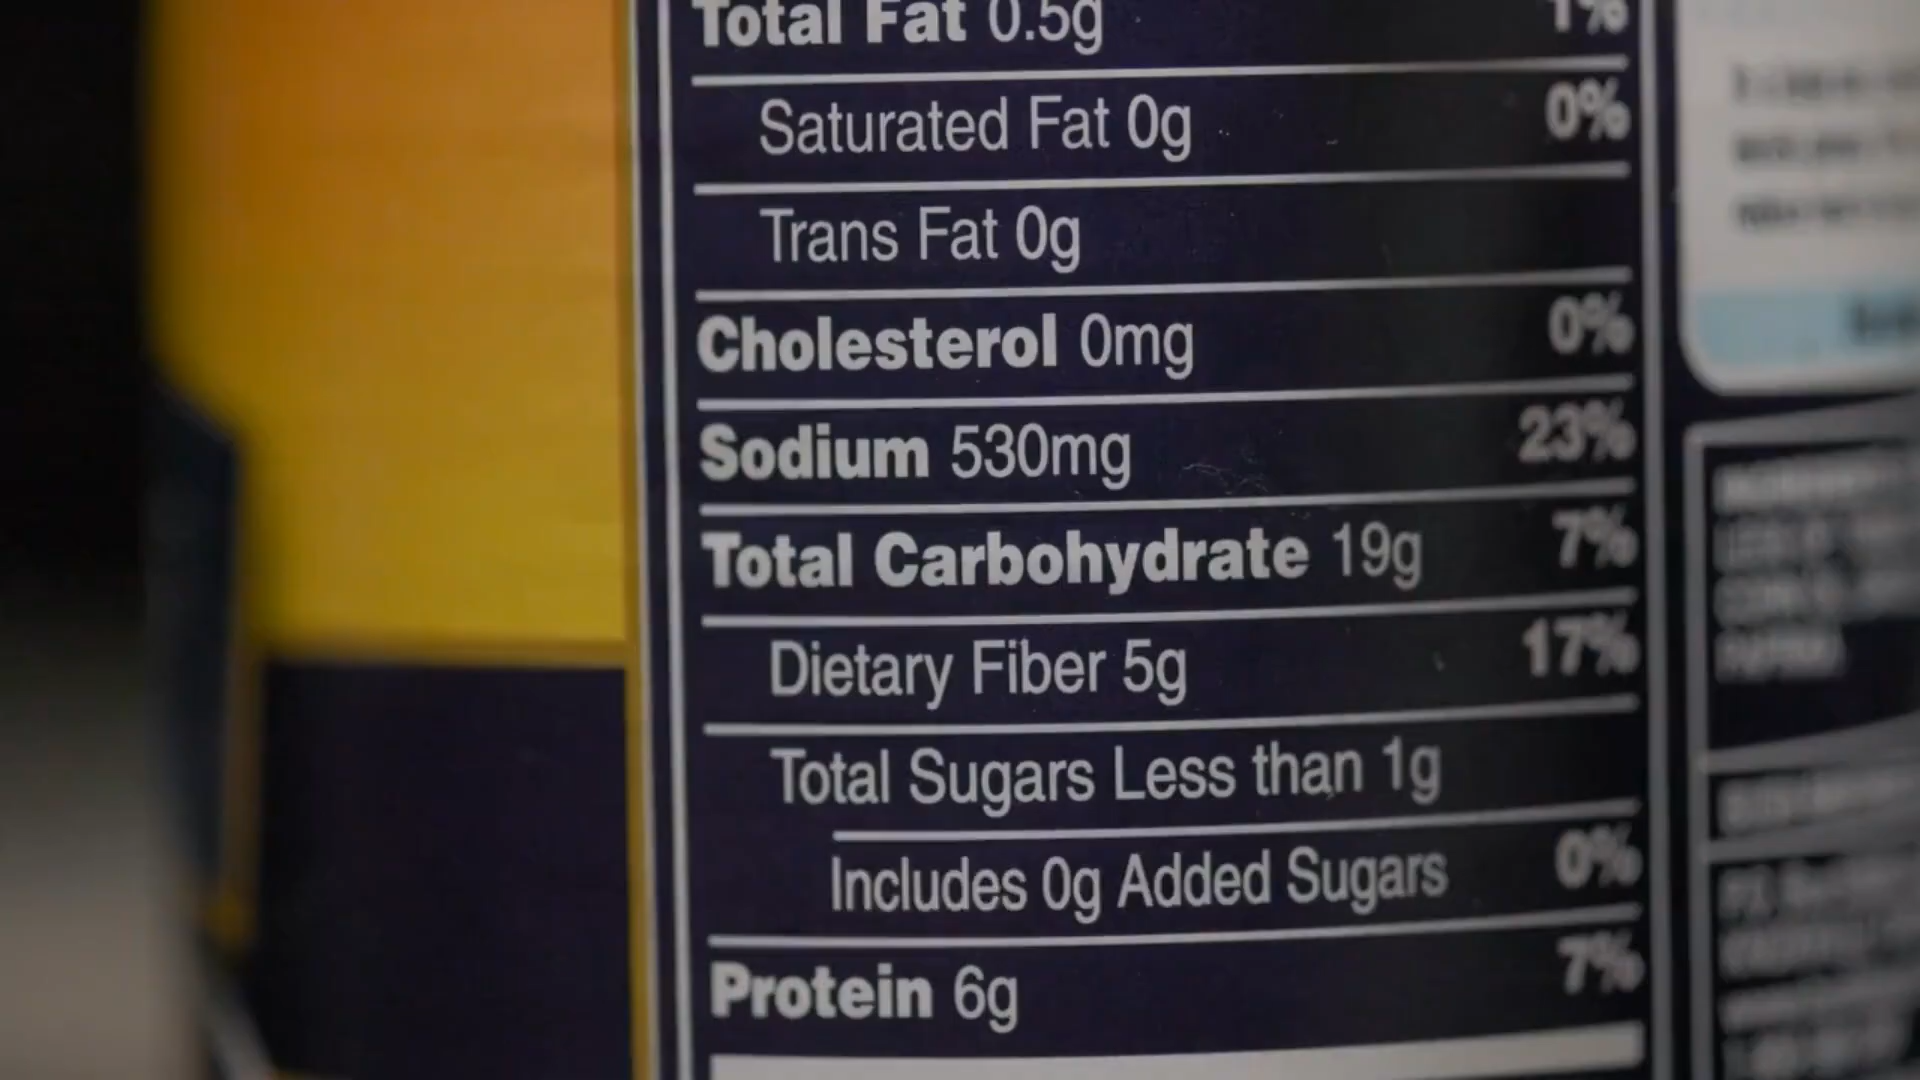 Total Fat 0.5g 1%
Saturated Fat 0g 0%
Trans Fat 0g
Cholesterol 0mg 0%
Sodium 530mg 23%
Total Carbohydrate 19g 7%
Dietary Fiber 5g 17%
Total Sugars Less than 1g
Includes 0g Added Sugars 0%
Protein 6g 7%